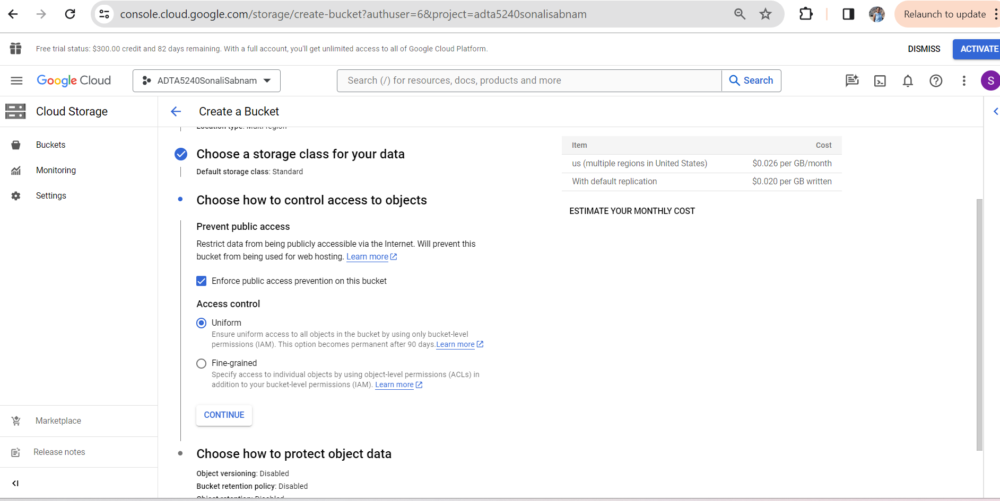 console.cloud.google.com/storage/create-bucket?authuser=6&project=adta5240sonalisabnam
Relaunch to update
Free trial status: $300.00 credit and 82 days remaining. With a full account, you'll get unlimited access to all of Google Cloud Platform.
DISMISS
ACTIVATE
Google Cloud
ADTA5240SonaliSabnam
Search (/) for resources, docs, products and more
Search
S
Cloud Storage
Create a Bucket
Buckets
Monitoring
Settings
Marketplace
Release notes
Location type: Multi-region
Choose a storage class for your data
Default storage class: Standard
Choose how to control access to objects
Prevent public access
Restrict data from being publicly accessible via the Internet. Will prevent this
bucket from being used for web hosting. Learn more
Enforce public access prevention on this bucket
Access control
Uniform
Ensure uniform access to all objects in the bucket by using only bucket-level
permissions (IAM). This option becomes permanent after 90 days. Learn more
Fine-grained
Specify access to individual objects by using object-level permissions (ACLs) in
addition to your bucket-level permissions (IAM). Learn more
CONTINUE
Choose how to protect object data
Object versioning: Disabled
Bucket retention policy: Disabled
Object retention: Disabled
Item Cost
us (multiple regions in United States) $0.026 per GB/month
With default replication $0.020 per GB written
ESTIMATE YOUR MONTHLY COST